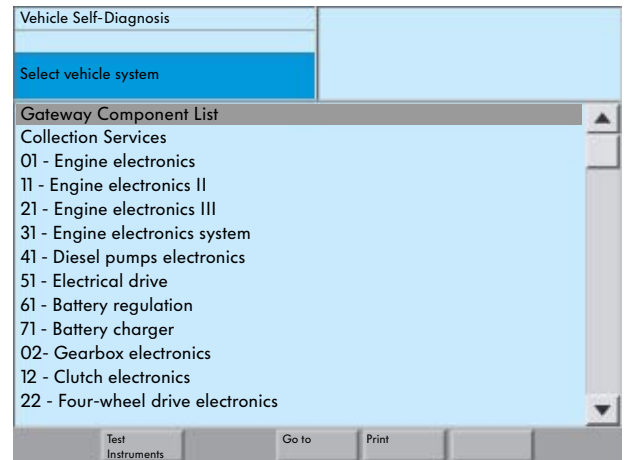 Vehicle Self-Diagnosis
Select vehicle system
Gateway Component List
Collection Services
01 - Engine electronics
11 - Engine electronics II
21 - Engine electronics III
31 - Engine electronics system
41 - Diesel pumps electronics
51 - Electrical drive
61 - Battery regulation
71 - Battery charger
02- Gearbox electronics
12 - Clutch electronics
22 - Four-wheel drive electronics
Test
Instruments
Go to
Print